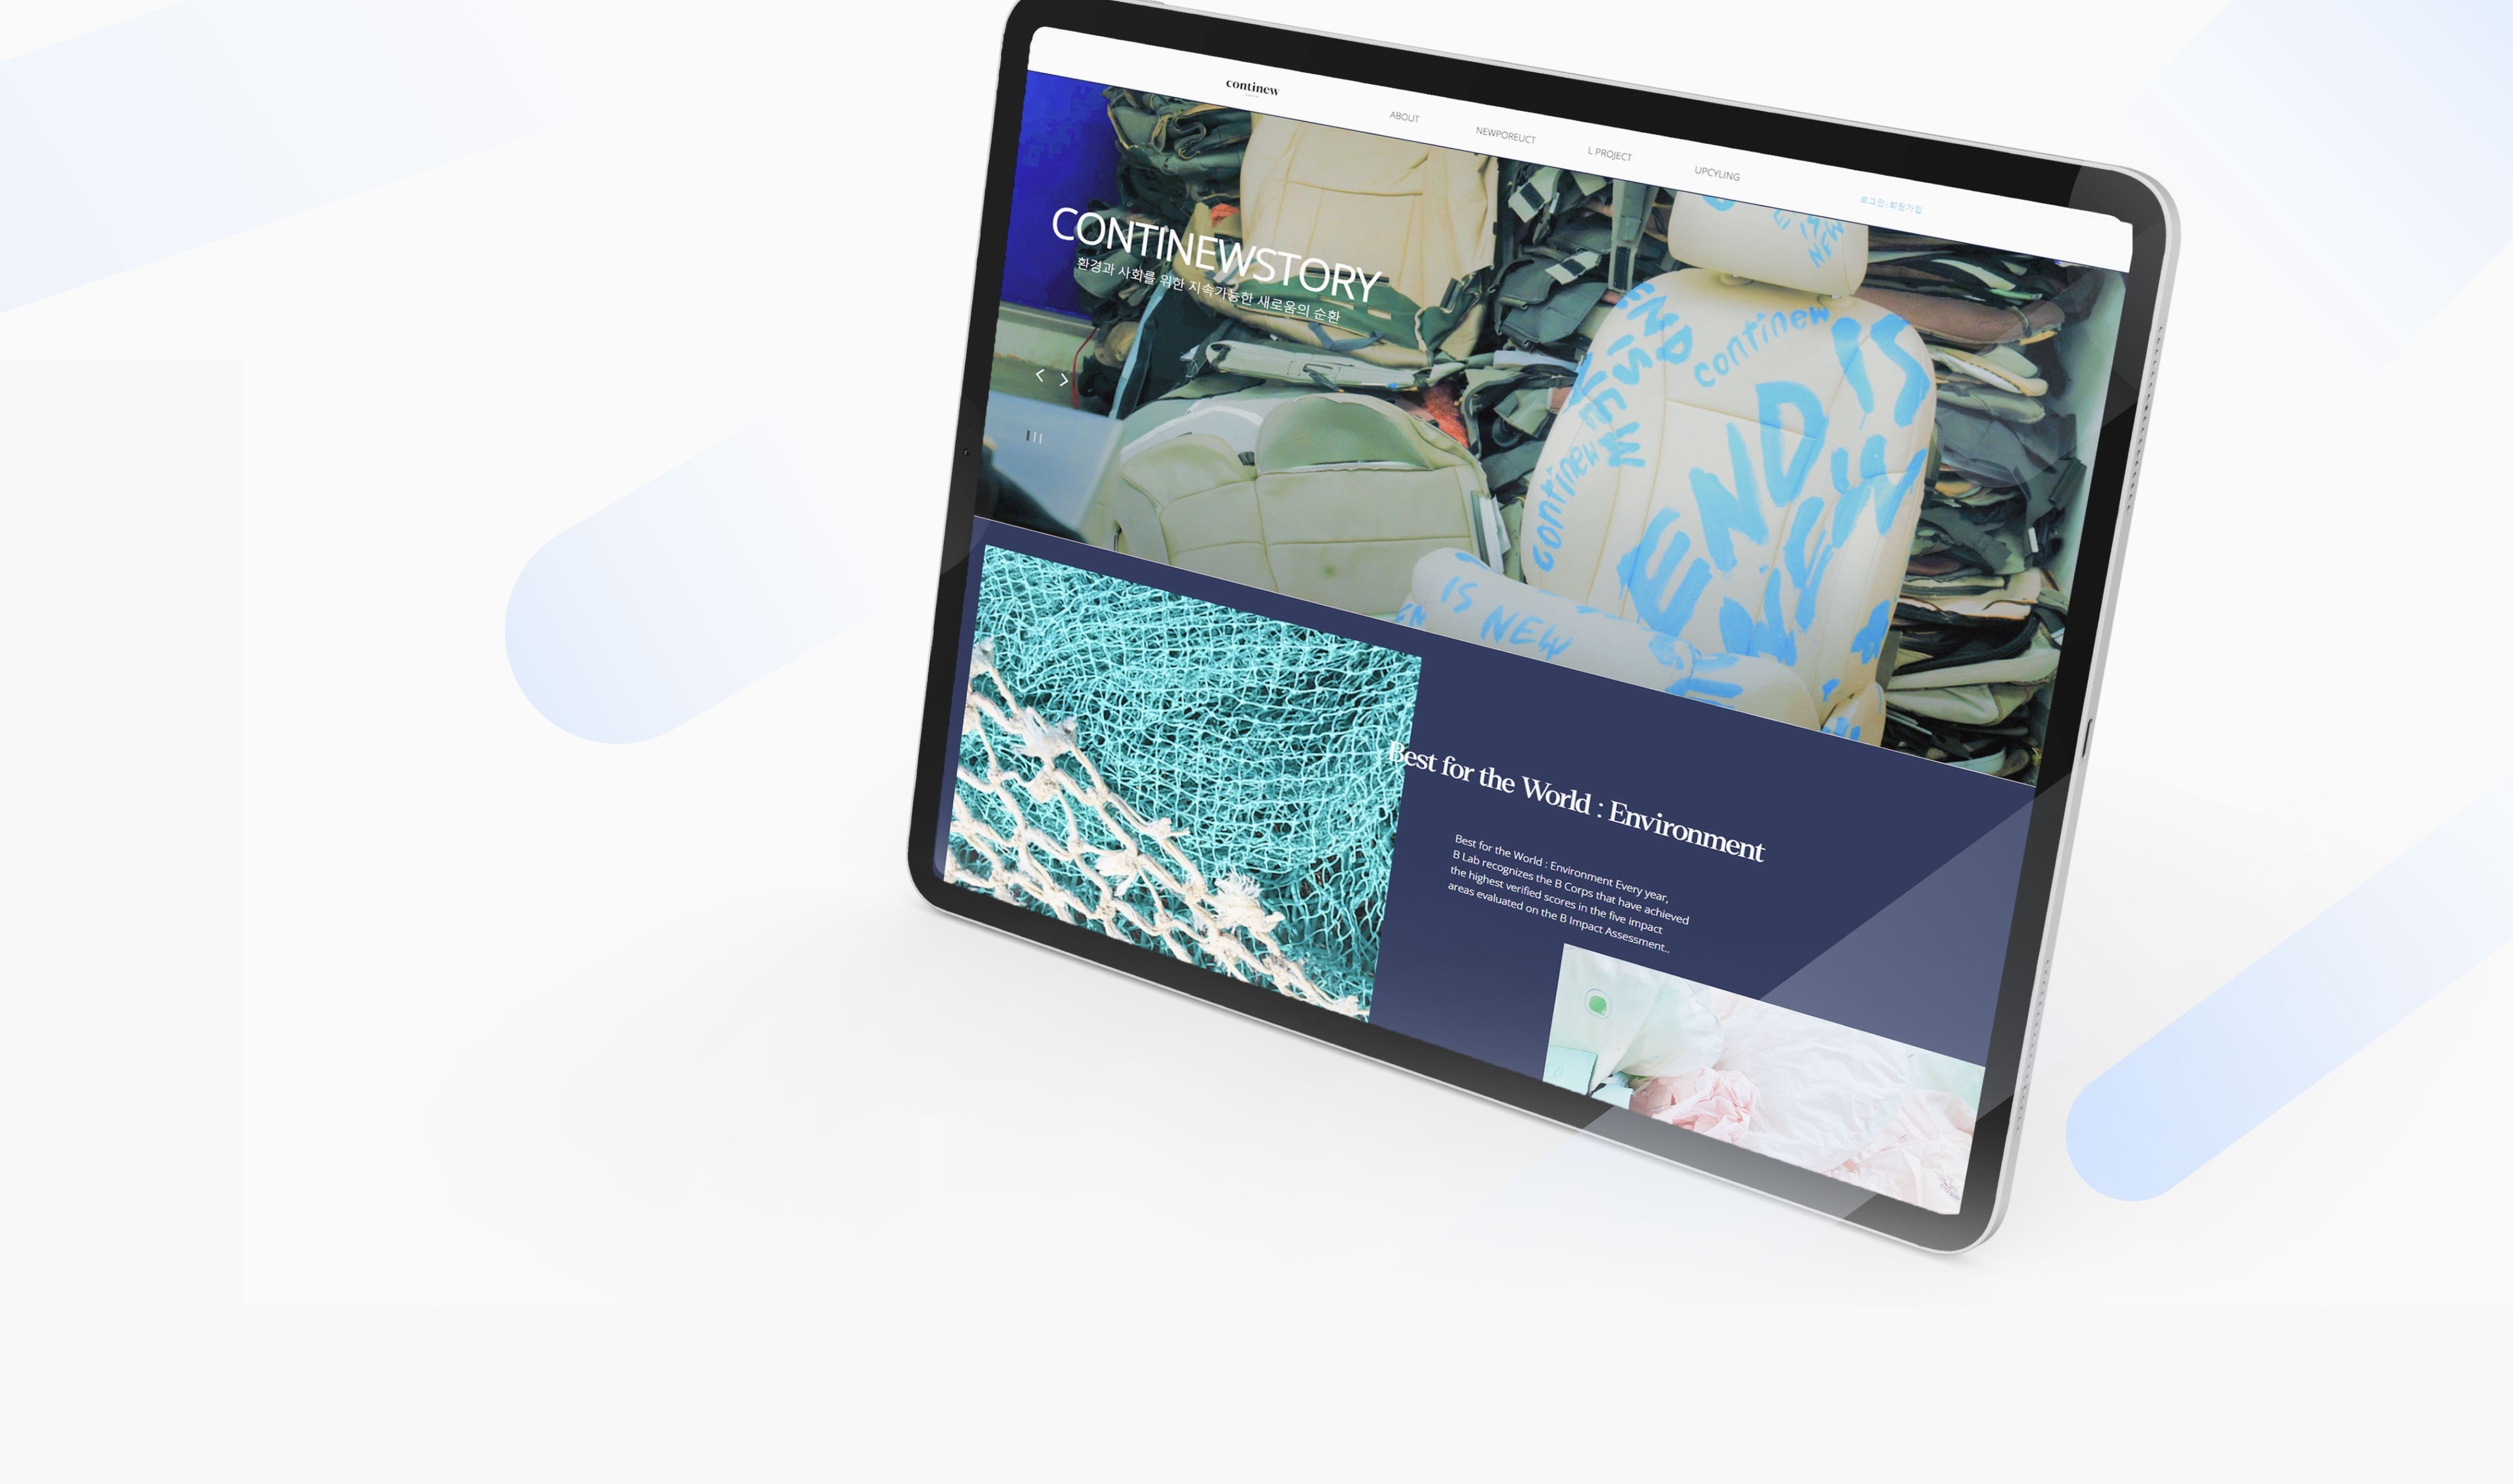 continew
ABOUT
NEWPOREUCT
L PROJECT
UPCYLING
로그인 | 회원가입
CONTINEWSTORY
환경과 사회를 위한 지속가능한 새로움의 순환
E IS
NEW
END
IS
NEW
continew
continew
END IS
NEW
IS NEW
Best for the World : Environment
Best for the World : Environment Every year,
B Lab recognizes the B Corps that have achieved
the highest verified scores in the five impact
areas evaluated on the B Impact Assessment..